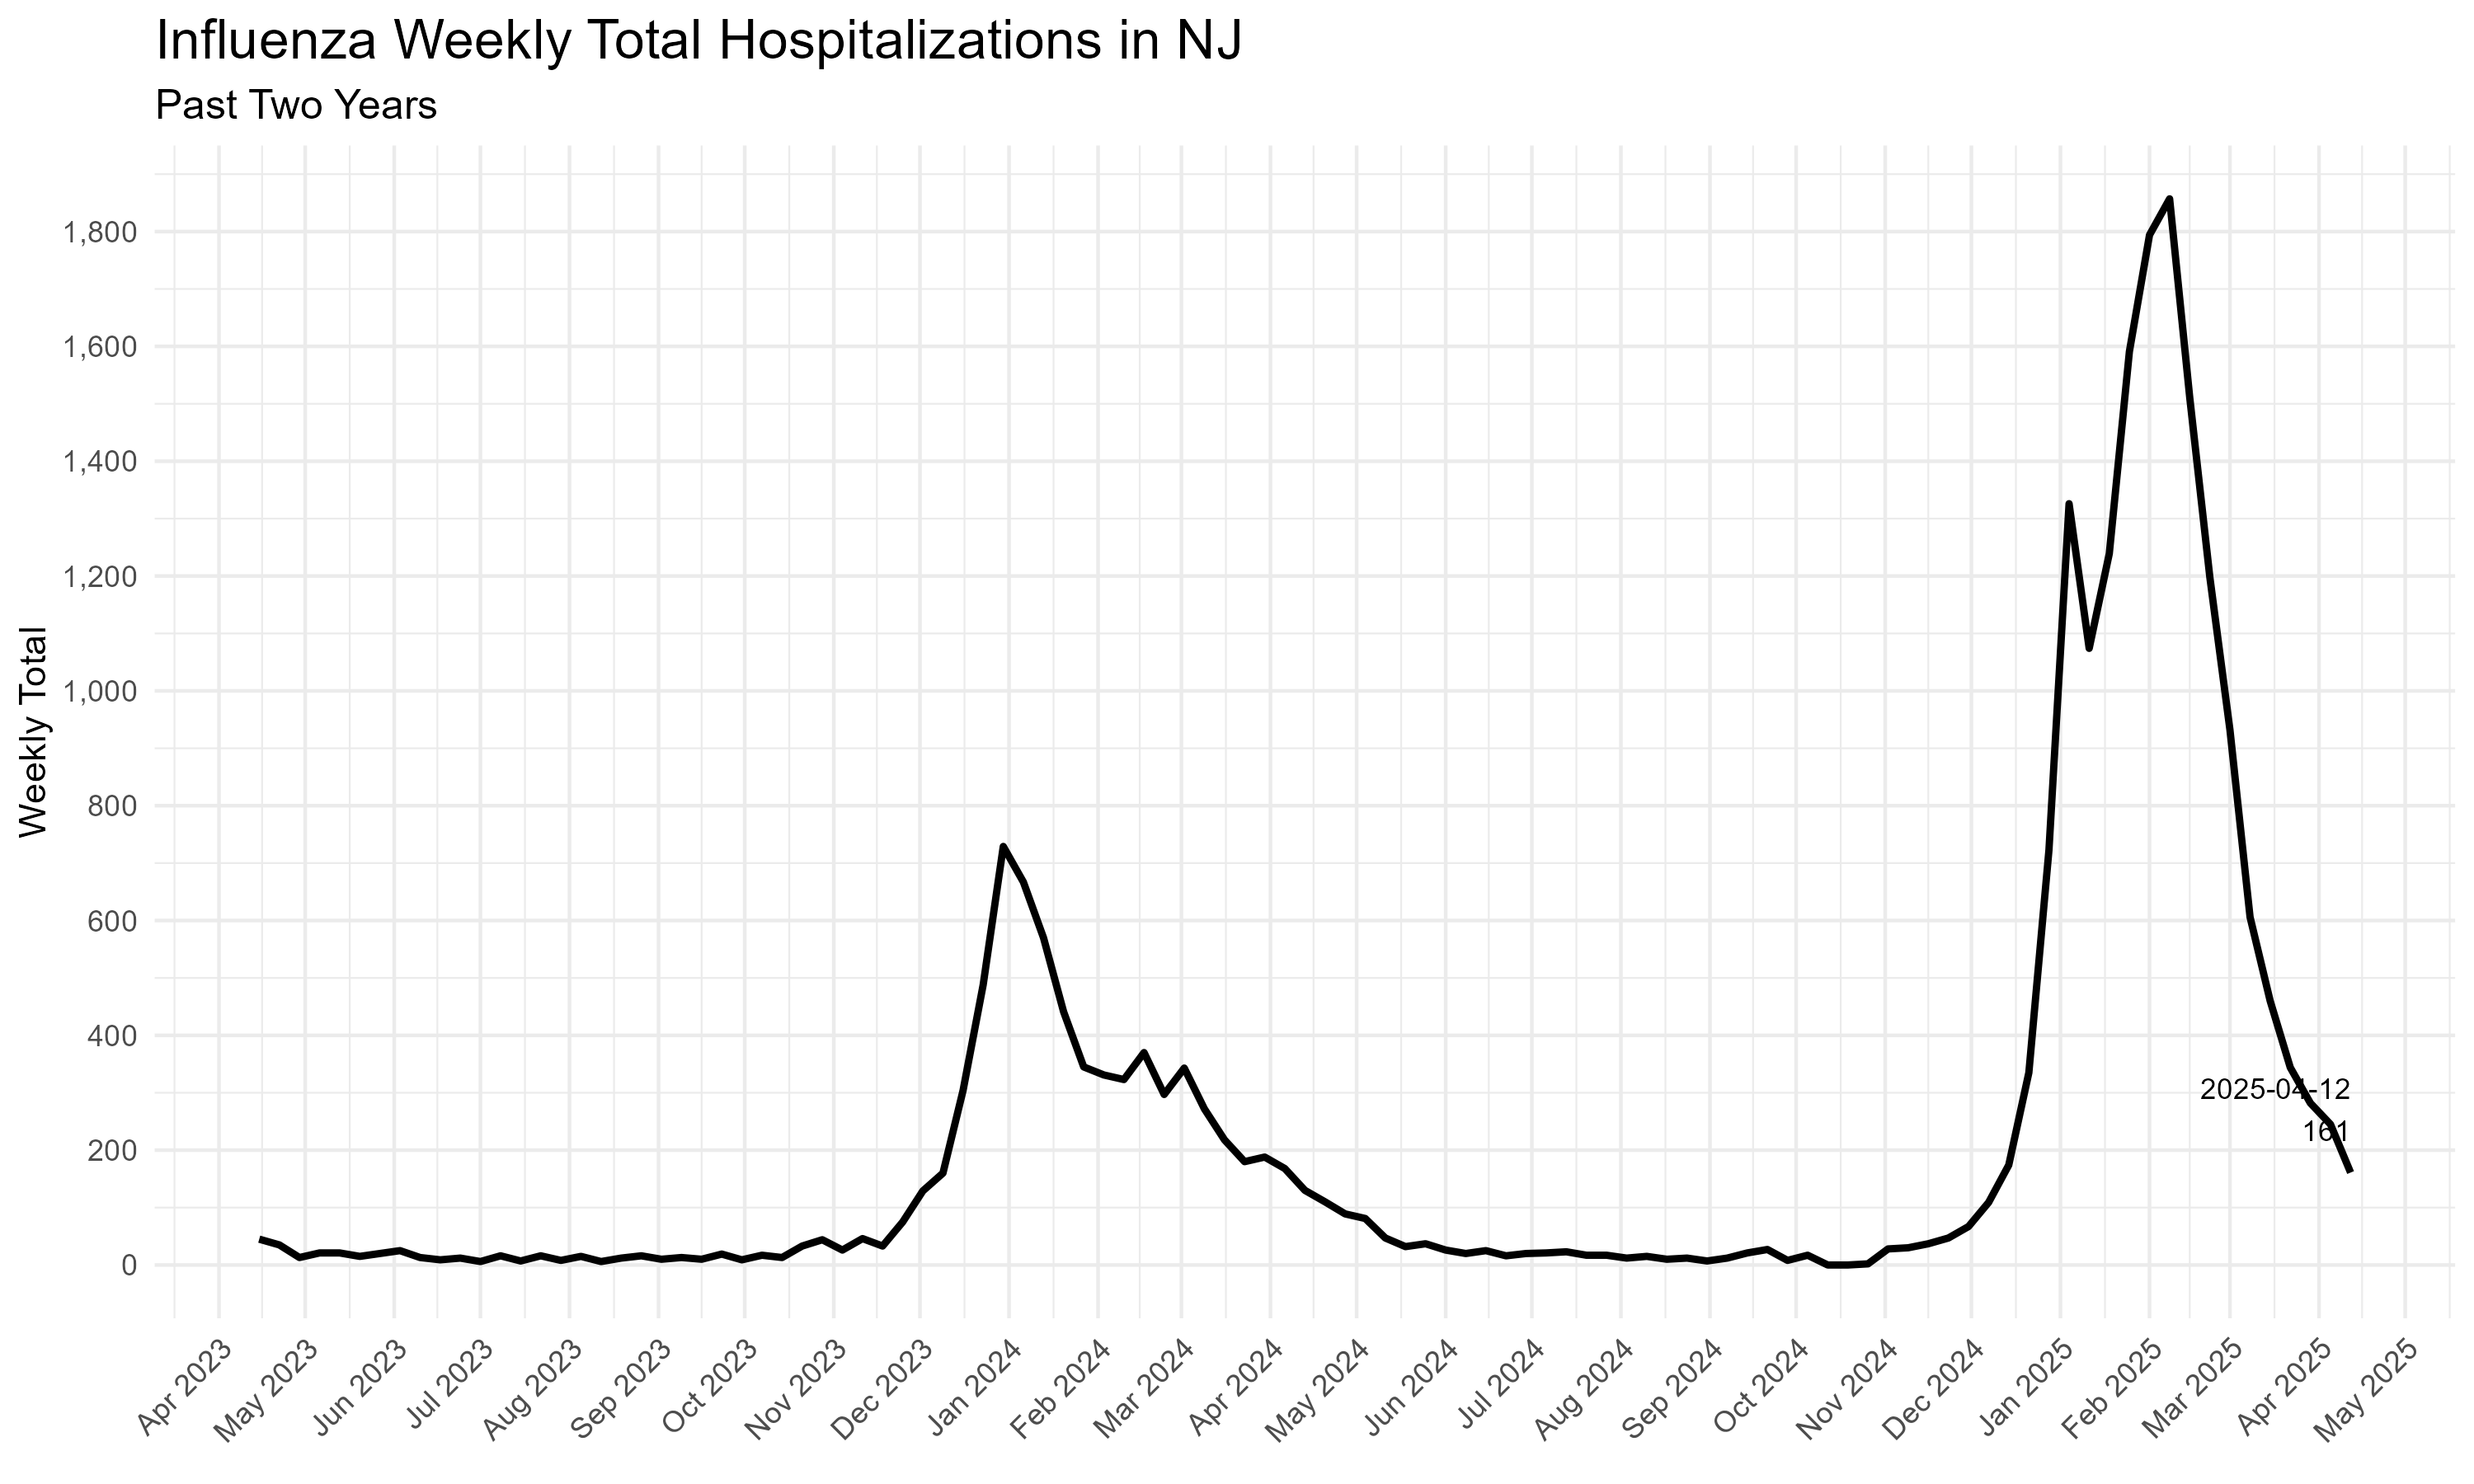 Influenza Weekly Total Hospitalizations in NJ
Past Two Years
Weekly Total
1,800
1,600
1,400
1,200
1,000
800
600
400
200
0
2025-04-12
161
Apr 2023
May 2023
Jun 2023
Jul 2023
Aug 2023
Sep 2023
Oct 2023
Nov 2023
Dec 2023
Jan 2024
Feb 2024
Mar 2024
Apr 2024
May 2024
Jun 2024
Jul 2024
Aug 2024
Sep 2024
Oct 2024
Nov 2024
Dec 2024
Jan 2025
Feb 2025
Mar 2025
Apr 2025
May 2025